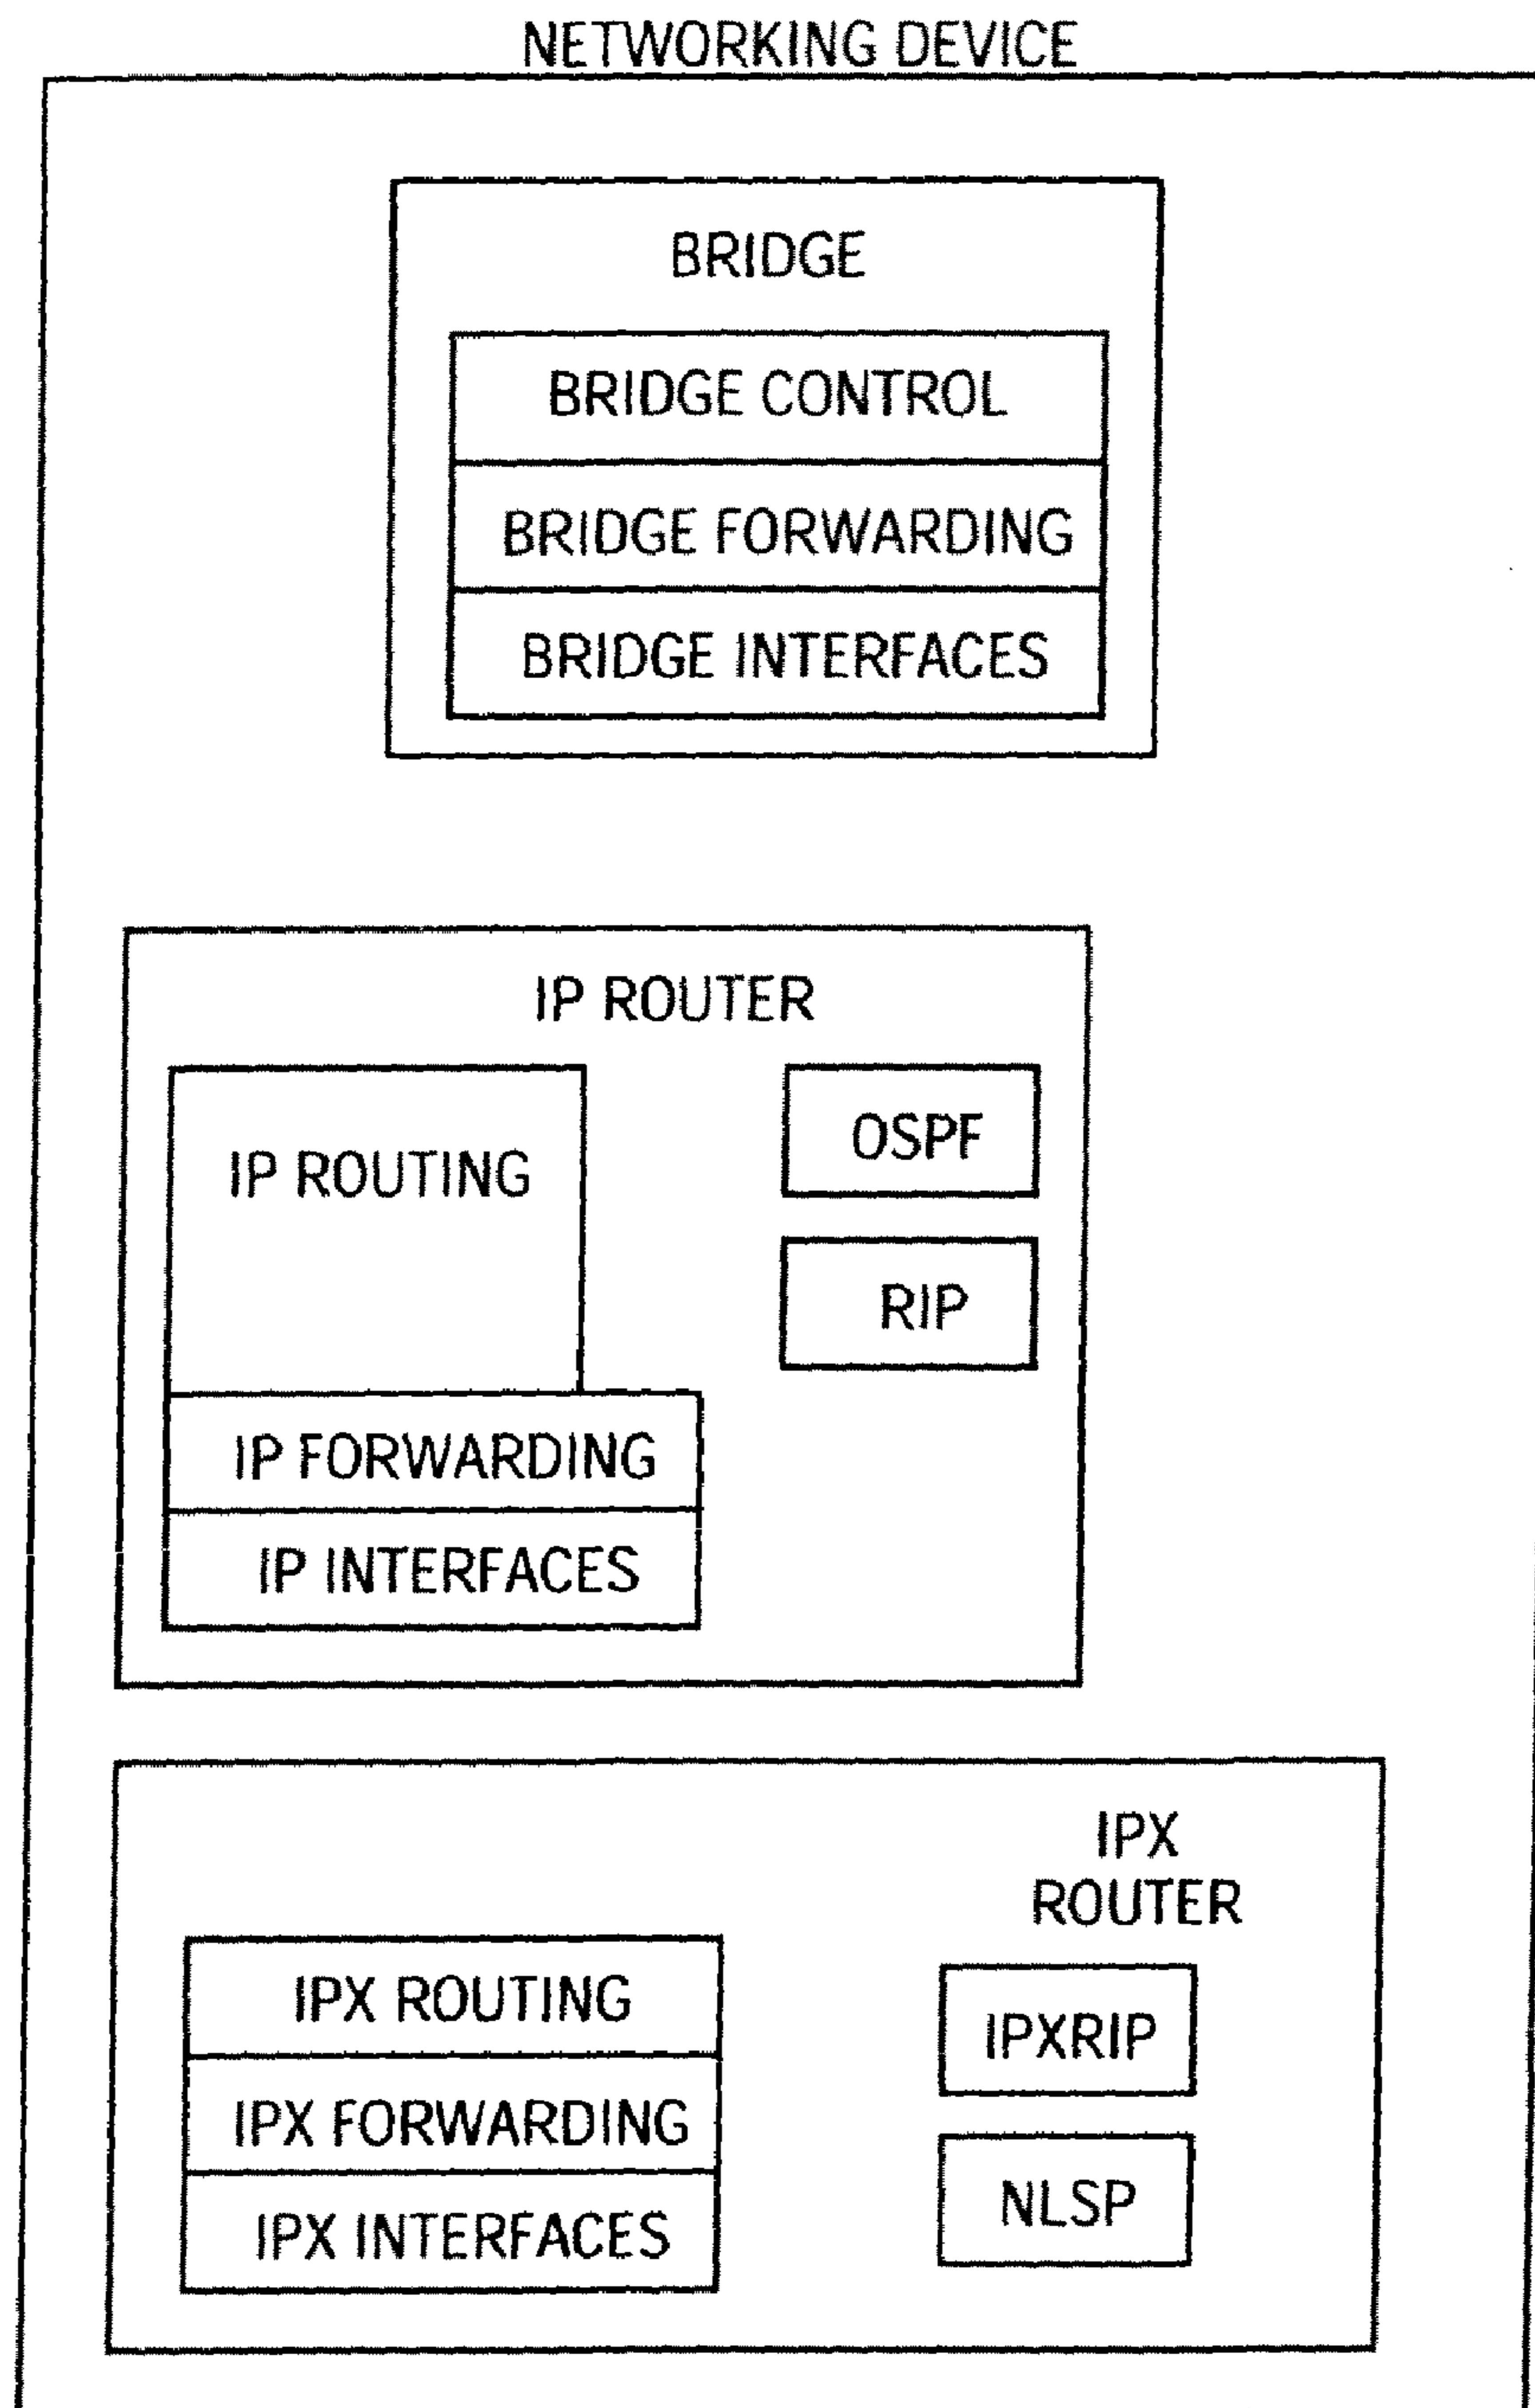 NETWORKING DEVICE
BRIDGE
BRIDGE CONTROL
BRIDGE FORWARDING
BRIDGE INTERFACES
IP ROUTER
IP ROUTING
OSPF
RIP
IP FORWARDING
IP INTERFACES
IPX
ROUTER
IPX ROUTING
IPX FORWARDING
IPX INTERFACES
IPXRIP
NLSP